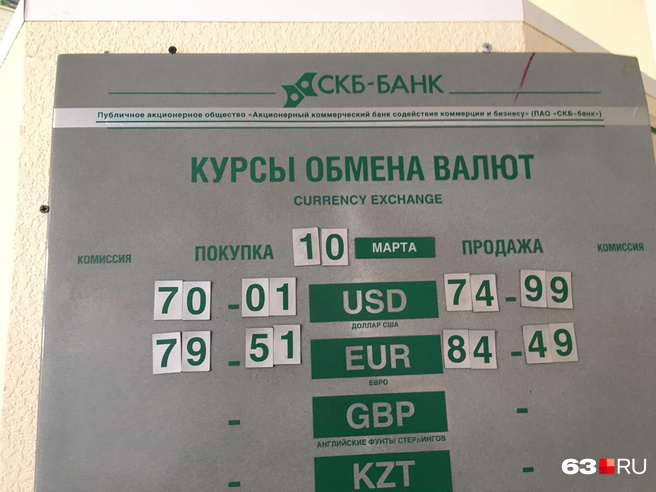 СКБ-БАНК
Публичное акционерное общество «Акционерный коммерческий банк содействия коммерции и бизнесу» (ПАО «СКБ-банк»)
КУРСЫ ОБМЕНА ВАЛЮТ
CURRENCY EXCHANGE
КОМИССИЯ ПОКУПКА 10 МАРТА ПРОДАЖА КОМИССИЯ
70 - 01 USD 74 - 99
ДОЛЛАР США
79 - 51 EUR 84 - 49
ЕВРО
- GBP -
АНГЛИЙСКИЕ ФУНТЫ СТЕРЛИНГОВ
- KZT -
63.RU